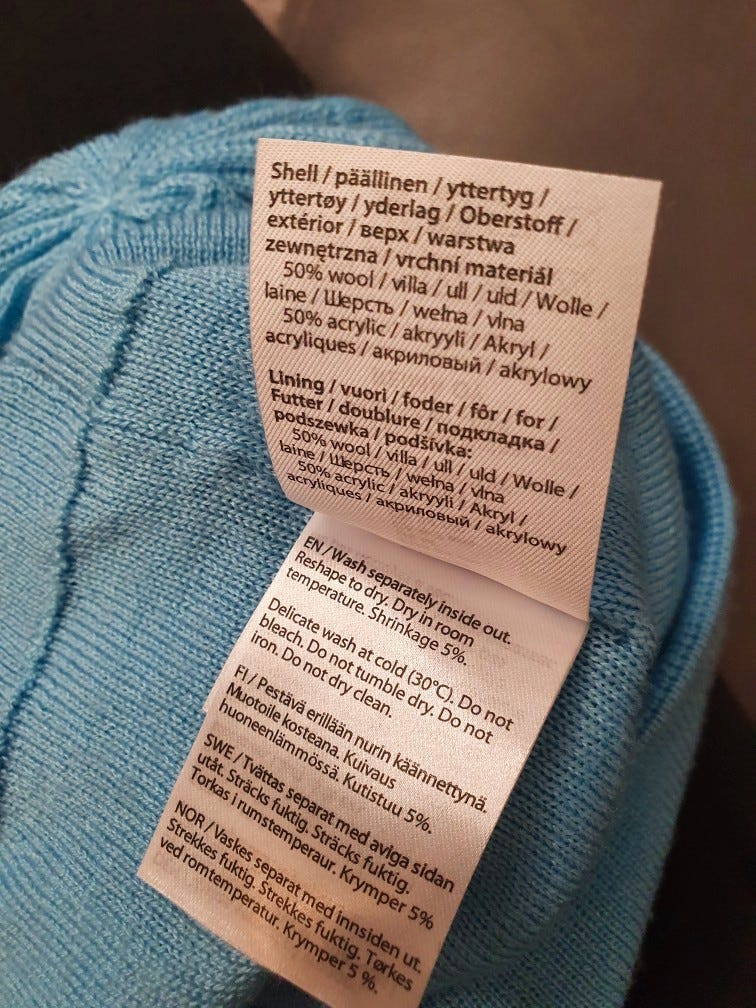 Shell / päällinen / yttertyg /
yttertøy / yderlag / Oberstoff /
extérior / верх / warstwa
zewnętrzna / vrchní materiál
50% wool / villa / ull / uld / Wolle /
laine / Шерсть / wełna / vlna
50% acrylic / akryyli / Akryl /
acryliques / акриловый / akrylowy
Lining / vuori / foder / fôr / for /
Futter / doublure / подкладка /
podszewka / podšívka:
50% wool / villa / ull / uld / Wolle /
laine / Шерсть / wełna / vlna
50% acrylic / akryyli / Akryl /
acryliques / акриловый / akrylowy
EN / Wash separately inside out.
Reshape to dry. Dry in room
temperature. Shrinkage 5%.
Delicate wash at cold (30°C). Do not
bleach. Do not tumble dry. Do not
iron. Do not dry clean.
FI / Pestävä erillään nurin käännettynä.
Muotoile kosteana. Kuivaus
huoneenlämmössä. Kutistuu 5%.
SWE / Tvättas separat med aviga sidan
utåt. Sträcks fuktig. Sträcks fuktig.
Torkas i rumstemperaur. Krymper 5%
NOR / Vaskes separat med innsiden ut.
Strekkes fuktig. Strekkes fuktig. Tørkes
ved romtemperatur. Krymper 5 %.